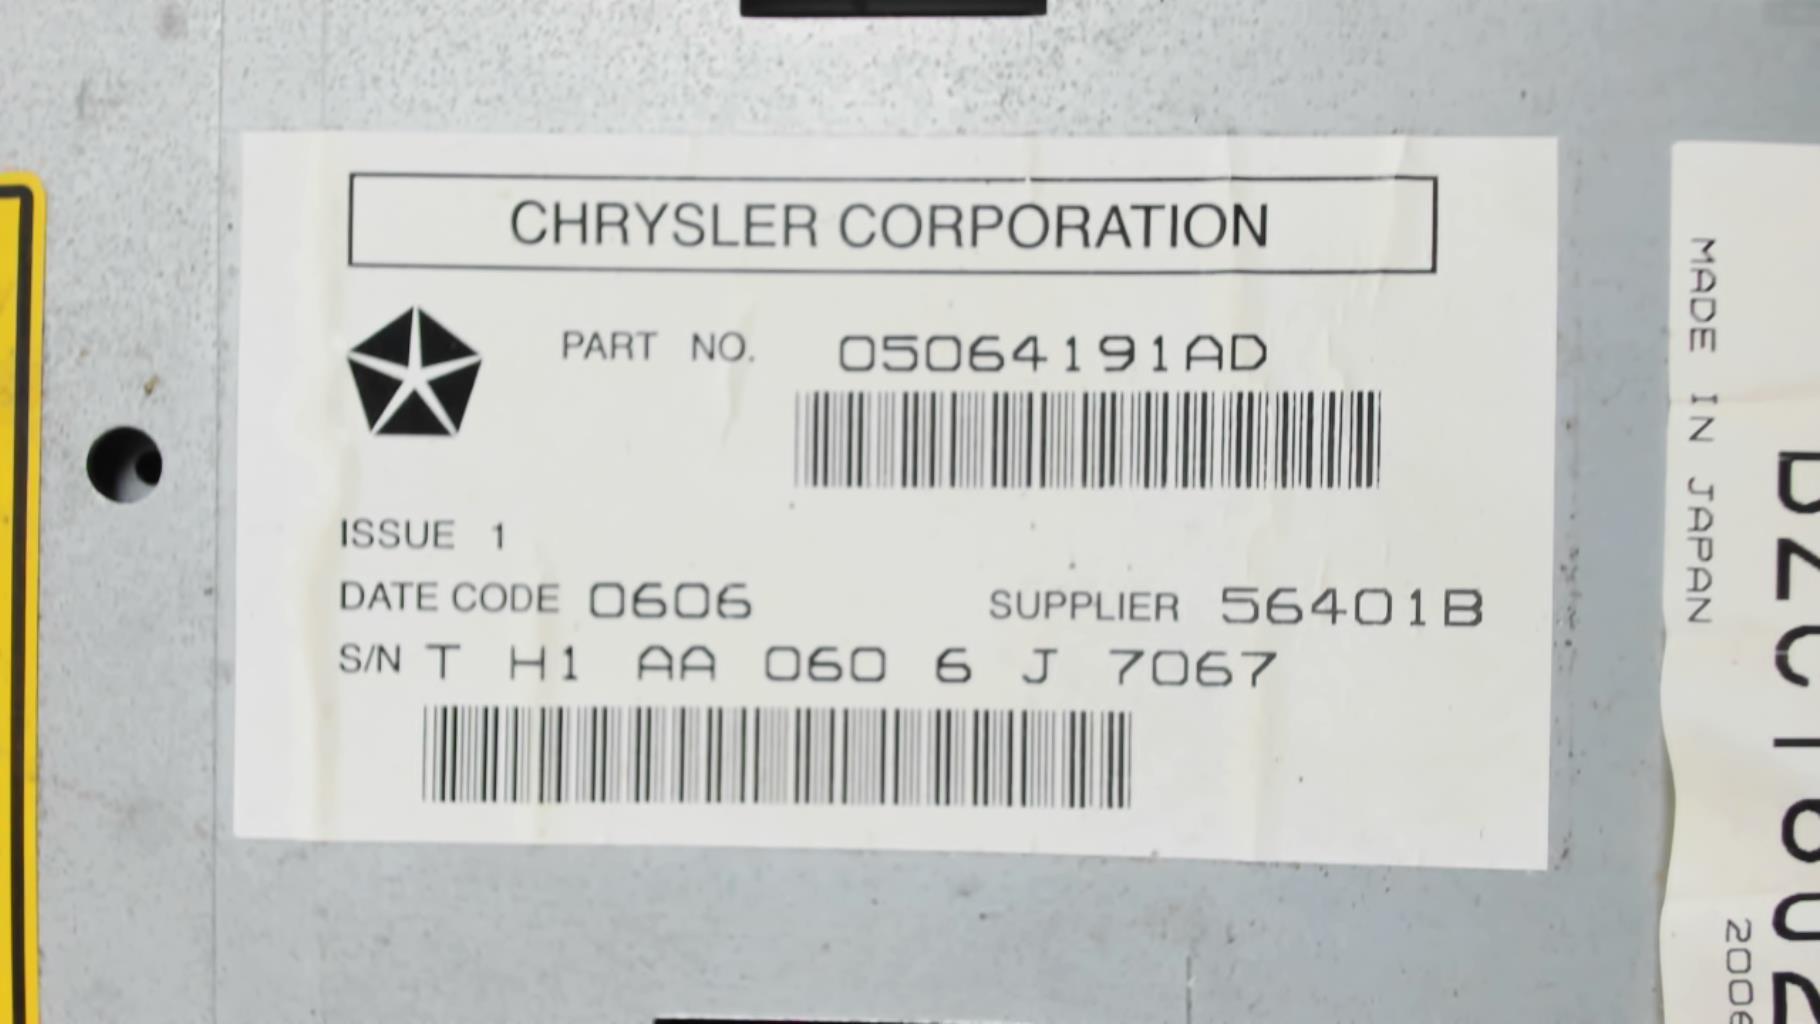 CHRYSLER CORPORATION
PART NO. 05064191AD
ISSUE 1
DATE CODE 0606 SUPPLIER 56401B
S/N T H1 AA 060 6 J 7067
MADE IN JAPAN